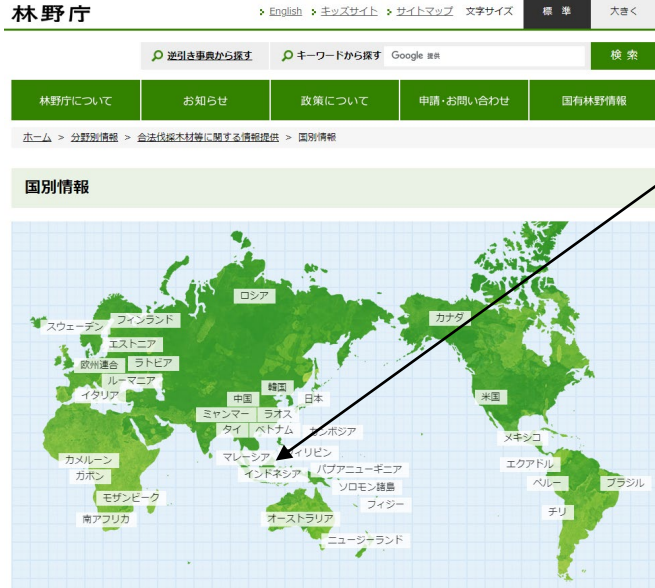 林野庁
English キッズサイト サイトマップ 文字サイズ 標 準 大きく
逆引き事典から探す キーワードから探す Google 提供 検 索
林野庁について お知らせ 政策について 申請・お問い合わせ 国有林野情報
ホーム > 分野別情報 > 合法伐採木材等に関する情報提供 > 国別情報
国別情報
ロシア
スウェーデン フィンランド カナダ
エストニア
欧州連合 ラトビア
ルーマニア 韓国
イタリア 中国 日本 米国
ミャンマー ラオス
タイ ベトナム カンボジア メキシコ
カメルーン マレーシア ィリピン エクアドル
ガボン インドネシア パプアニューギニア ペルー ブラジル
モザンビーク ソロモン諸島
南アフリカ オーストラリア フィジー チリ
ニュージーランド